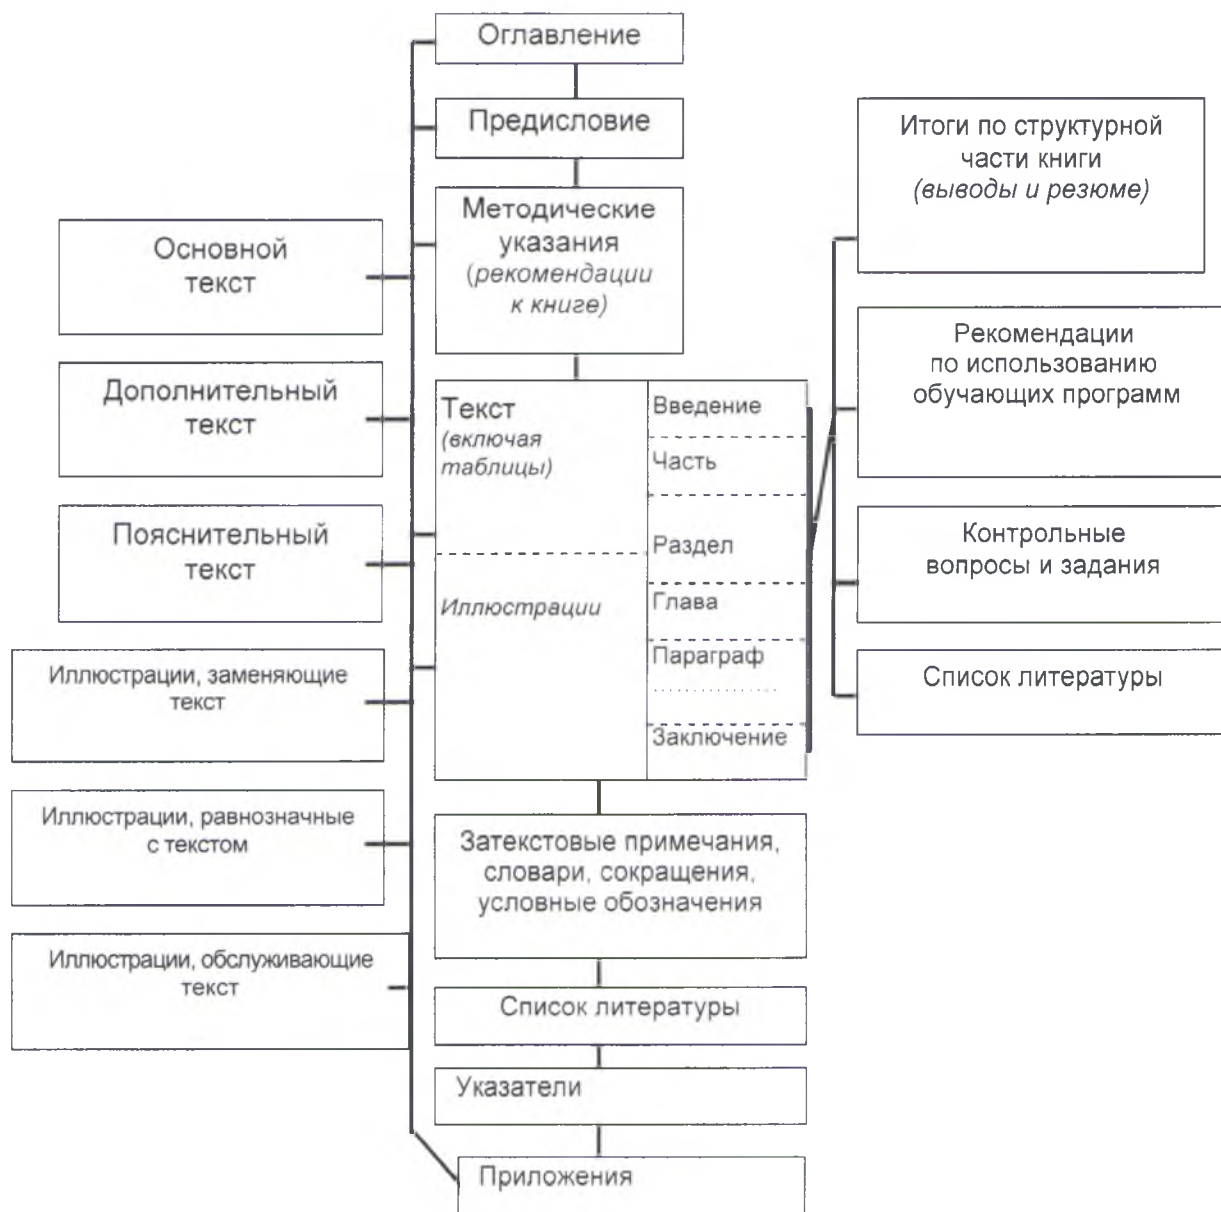 Оглавление
Предисловие
Методические
указания
(рекомендации
к книге)
Основной
текст
Дополнительный
текст
Пояснительный
текст
Иллюстрации, заменяющие
текст
Иллюстрации, равнозначные
с текстом
Иллюстрации, обслуживающие
текст
Текст
(включая
таблицы)
Иллюстрации
Введение
Часть
Раздел
Глава
Параграф
....................
Заключение
Итоги по структурной
части книги
(выводы и резюме)
Рекомендации
по использованию
обучающих программ
Контрольные
вопросы и задания
Список литературы
Затекстовые примечания,
словари, сокращения,
условные обозначения
Список литературы
Указатели
Приложения